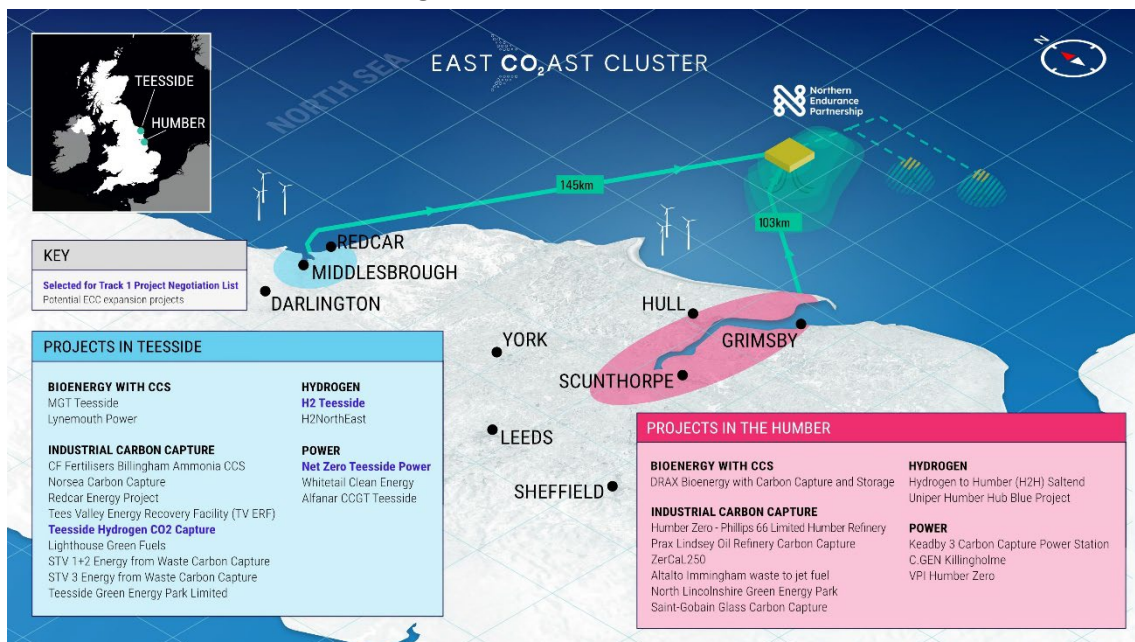 EAST CO₂AST CLUSTER
NORTH SEA
N
TEESSIDE
HUMBER
Northern
Endurance
Partnership
145km
103km
REDCAR
MIDDLESBROUGH
DARLINGTON
HULL
GRIMSBY
YORK
SCUNTHORPE
LEEDS
SHEFFIELD
KEY
Selected for Track 1 Project Negotiation List
Potential ECC expansion projects
PROJECTS IN TEESSIDE
BIOENERGY WITH CCS
MGT Teesside
Lynemouth Power
INDUSTRIAL CARBON CAPTURE
CF Fertilisers Billingham Ammonia CCS
Norsea Carbon Capture
Redcar Energy Project
Tees Valley Energy Recovery Facility (TV ERF)
Teesside Hydrogen CO2 Capture
Lighthouse Green Fuels
STV 1+2 Energy from Waste Carbon Capture
STV 3 Energy from Waste Carbon Capture
Teesside Green Energy Park Limited
HYDROGEN
H2 Teesside
H2NorthEast
POWER
Net Zero Teesside Power
Whitetail Clean Energy
Alfanar CCGT Teesside
PROJECTS IN THE HUMBER
BIOENERGY WITH CCS
DRAX Bioenergy with Carbon Capture and Storage
INDUSTRIAL CARBON CAPTURE
Humber Zero - Phillips 66 Limited Humber Refinery
Prax Lindsey Oil Refinery Carbon Capture
ZerCaL250
Altalto Immingham waste to jet fuel
North Lincolnshire Green Energy Park
Saint-Gobain Glass Carbon Capture
HYDROGEN
Hydrogen to Humber (H2H) Saltend
Uniper Humber Hub Blue Project
POWER
Keadby 3 Carbon Capture Power Station
C.GEN Killingholme
VPI Humber Zero